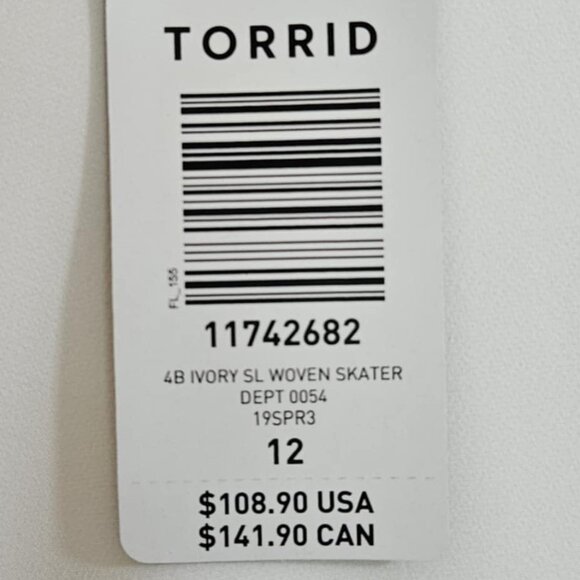 TORRID
FL_155
11742682
4B IVORY SL WOVEN SKATER
DEPT 0054
19SPR3
12
$108.90 USA
$141.90 CAN